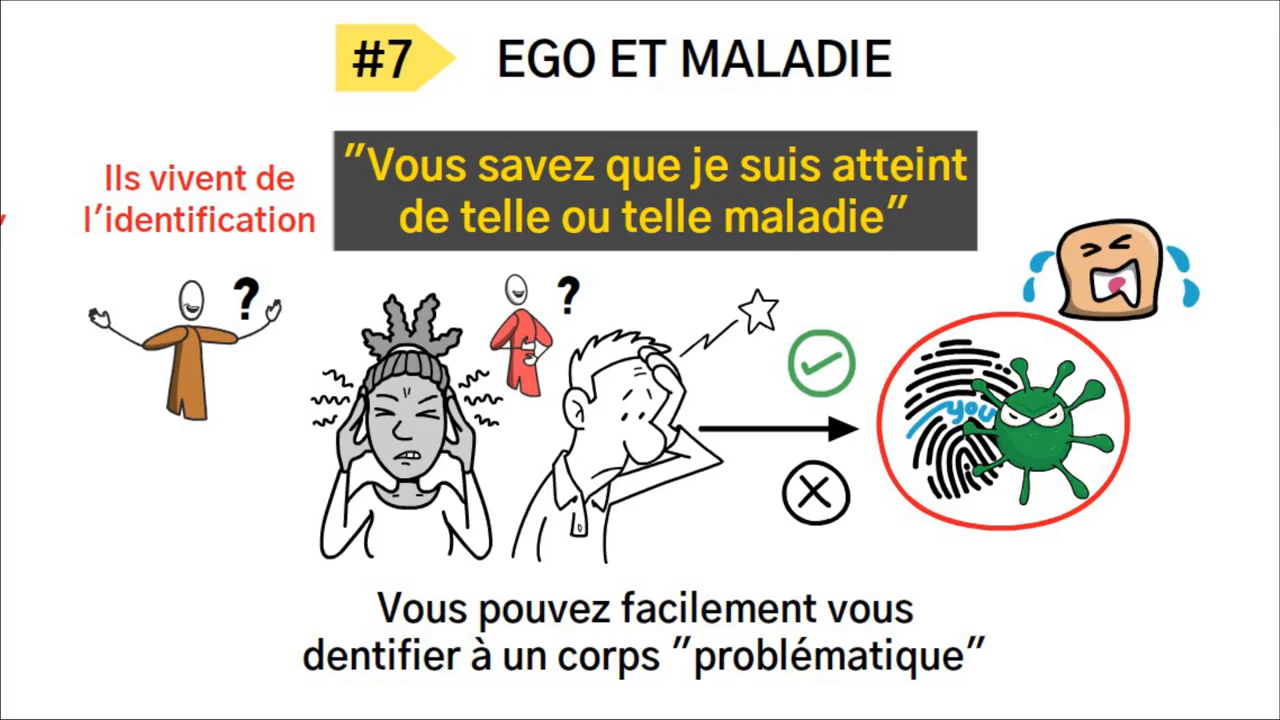 #7 EGO ET MALADIE
Ils vivent de
l'identification
"Vous savez que je suis atteint
de telle ou telle maladie"
?
?
you
Vous pouvez facilement vous
dentifier à un corps "problématique"